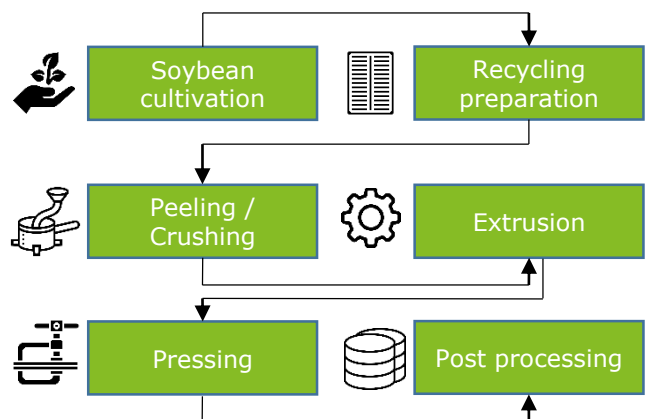 Soybean
cultivation
Recycling
preparation
Peeling /
Crushing
Extrusion
Pressing
Post processing